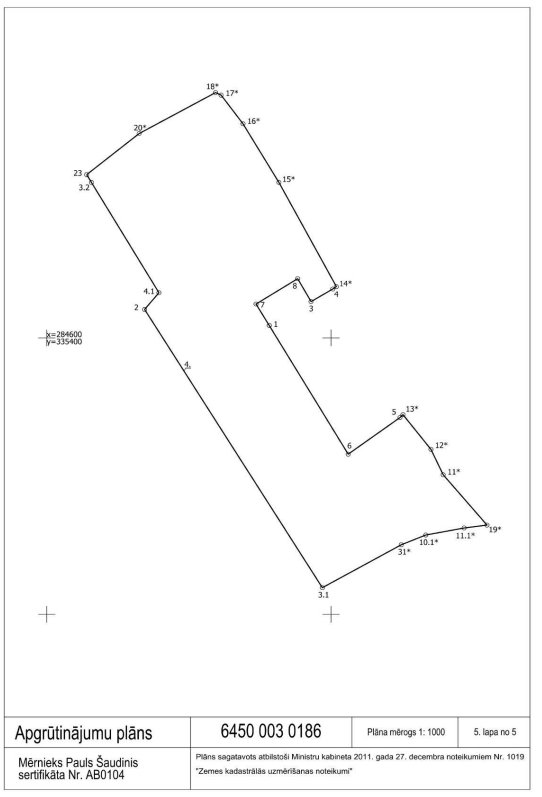 18*
17*
16*
20*
23
3.2
15*
8
14*
4
4.1
3
7
2
1
x=284600
y=335400
4
5
13*
6
12*
11*
19*
11.1*
10.1*
31*
3.1
Apgrūtinājumu plāns
6450 003 0186
Plāna mērogs 1: 1000
5. lapa no 5
Mērnieks Pauls Šaudinis
sertifikāta Nr. AB0104
Plāns sagatavots atbilstoši Ministru kabineta 2011. gada 27. decembra noteikumiem Nr. 1019
"Zemes kadastrālās uzmērīšanas noteikumi"